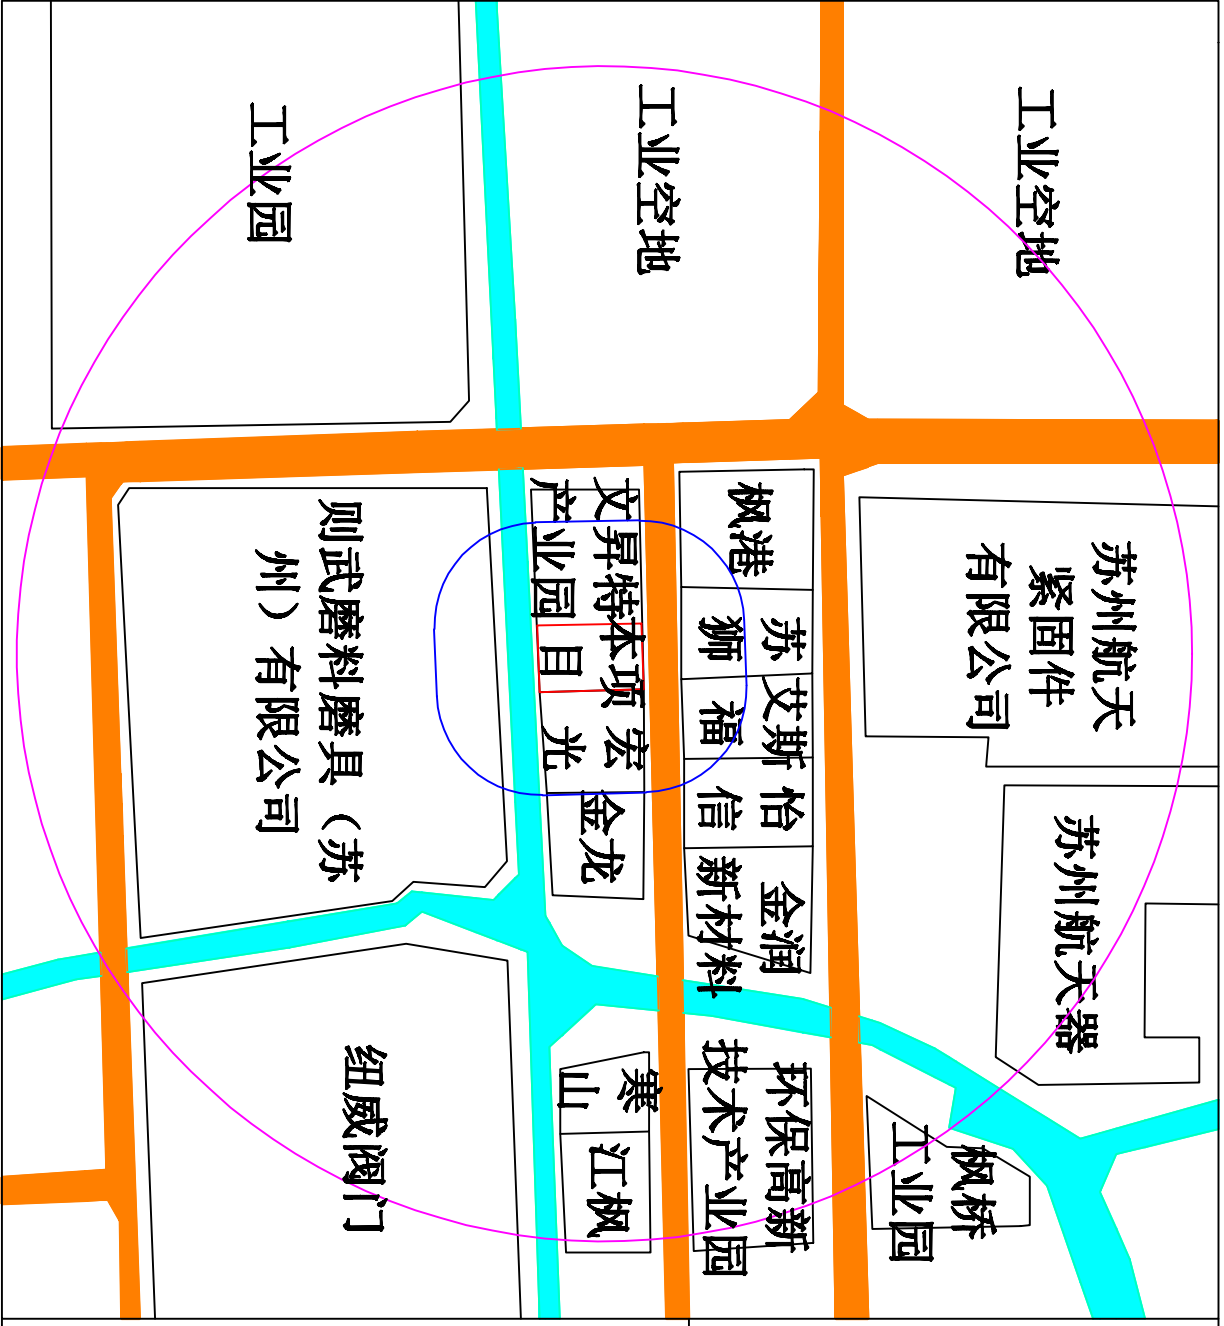 工业空地
工业空地
工业园
苏州航天
紧固件
有限公司
苏州航天器
枫桥
工业园
枫港
苏
狮
艾斯
福
怡
信
金润
新材料
环保高新
技术产业园
文昇特
产业园
本项
目
宏
光
金龙
寒
山
江枫
则武磨料磨具（苏
州）有限公司
纽威阀门